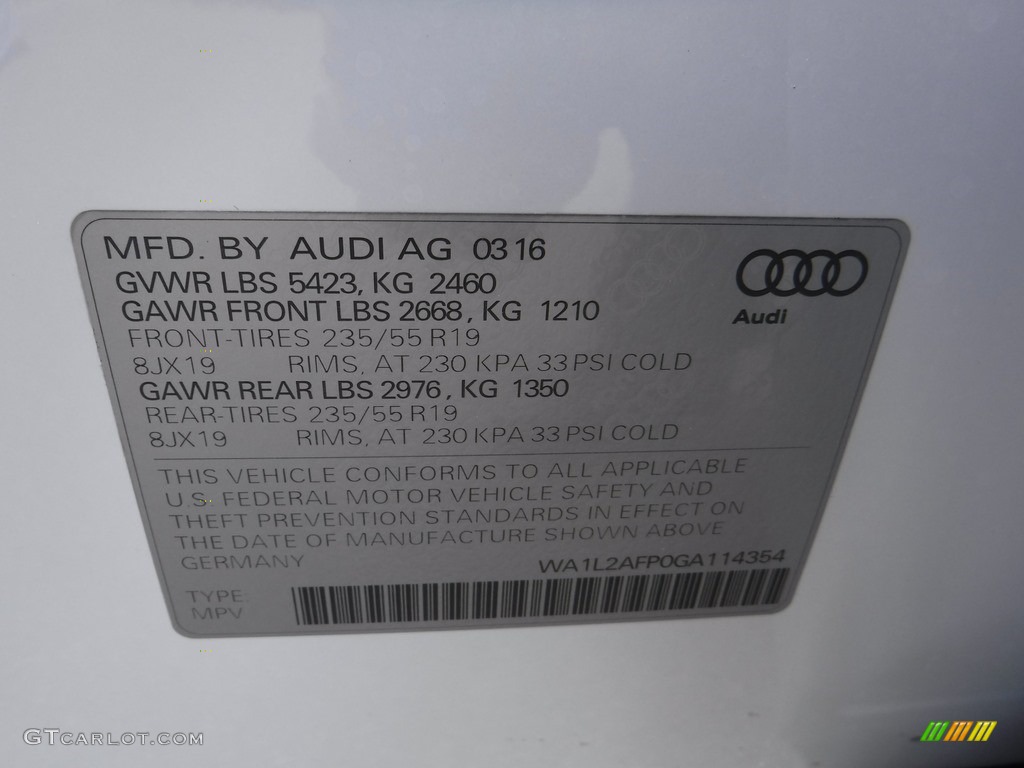 MFD. BY AUDI AG 03 16
GVWR LBS 5423, KG 2460
GAWR FRONT LBS 2668, KG 1210
FRONT-TIRES 235/55 R19
8JX19 RIMS, AT 230 KPA 33 PSI COLD
GAWR REAR LBS 2976, KG 1350
REAR-TIRES 235/55 R19
8JX19 RIMS, AT 230 KPA 33 PSI COLD
Audi
THIS VEHICLE CONFORMS TO ALL APPLICABLE
U.S. FEDERAL MOTOR VEHICLE SAFETY AND
THEFT PREVENTION STANDARDS IN EFFECT ON
THE DATE OF MANUFACTURE SHOWN ABOVE
GERMANY WA1L2AFP0GA114354
TYPE:
MPV
GTCARLOT.COM